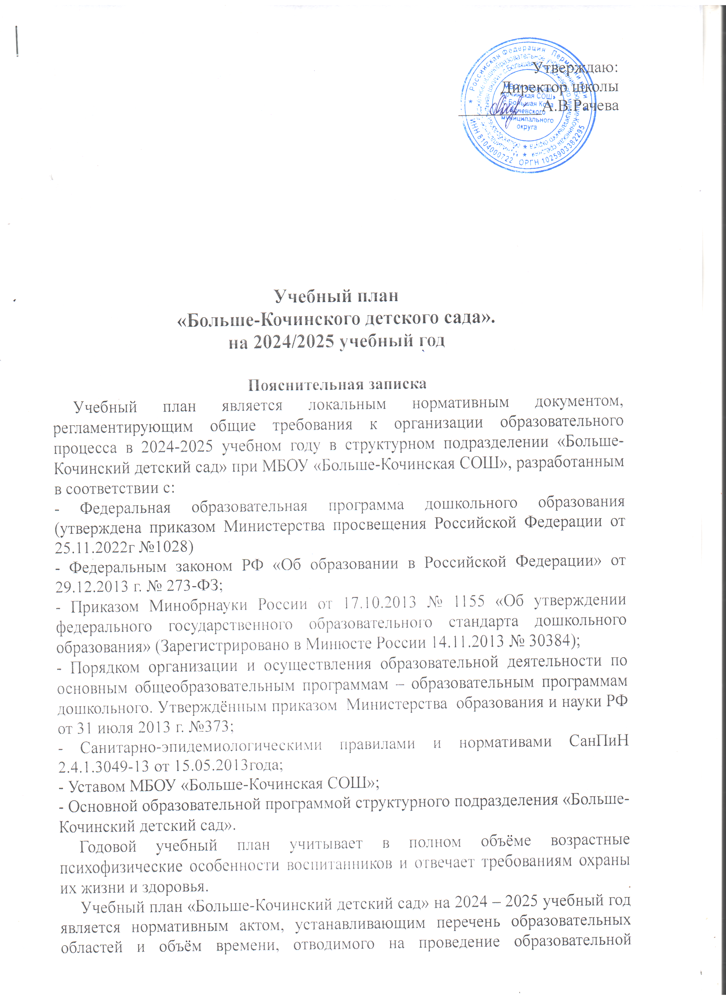 Утверждаю:
Директор школы
А.В.Рачева
Российская Федерация Пермский край
ИНН 8104000722 ОРГН 1025903382295
МБОУ «Больше-
Кочинская СОШ»
с.Большая Коча
Кочевского
муниципального
округа
Учебный план
«Больше-Кочинского детского сада».
на 2024/2025 учебный год
Пояснительная записка
Учебный план является локальным нормативным документом,
регламентирующим общие требования к организации образовательного
процесса в 2024-2025 учебном году в структурном подразделении «Больше-
Кочинский детский сад» при МБОУ «Больше-Кочинская СОШ», разработанным
в соответствии с:
- Федеральная образовательная программа дошкольного образования
(утверждена приказом Министерства просвещения Российской Федерации от
25.11.2022г №1028)
- Федеральным законом РФ «Об образовании в Российской Федерации» от
29.12.2013 г. № 273-ФЗ;
- Приказом Минобрнауки России от 17.10.2013 № 1155 «Об утверждении
федерального государственного образовательного стандарта дошкольного
образования» (Зарегистрировано в Минюсте России 14.11.2013 № 30384);
- Порядком организации и осуществления образовательной деятельности по
основным общеобразовательным программам – образовательным программам
дошкольного. Утверждённым приказом Министерства образования и науки РФ
от 31 июля 2013 г. №373;
- Санитарно-эпидемиологическими правилами и нормативами СанПиН
2.4.1.3049-13 от 15.05.2013года;
- Уставом МБОУ «Больше-Кочинская СОШ»;
- Основной образовательной программой структурного подразделения «Больше-
Кочинский детский сад».
Годовой учебный план учитывает в полном объёме возрастные
психофизические особенности воспитанников и отвечает требованиям охраны
их жизни и здоровья.
Учебный план «Больше-Кочинский детский сад» на 2024 – 2025 учебный год
является нормативным актом, устанавливающим перечень образовательных
областей и объём времени, отводимого на проведение образовательной